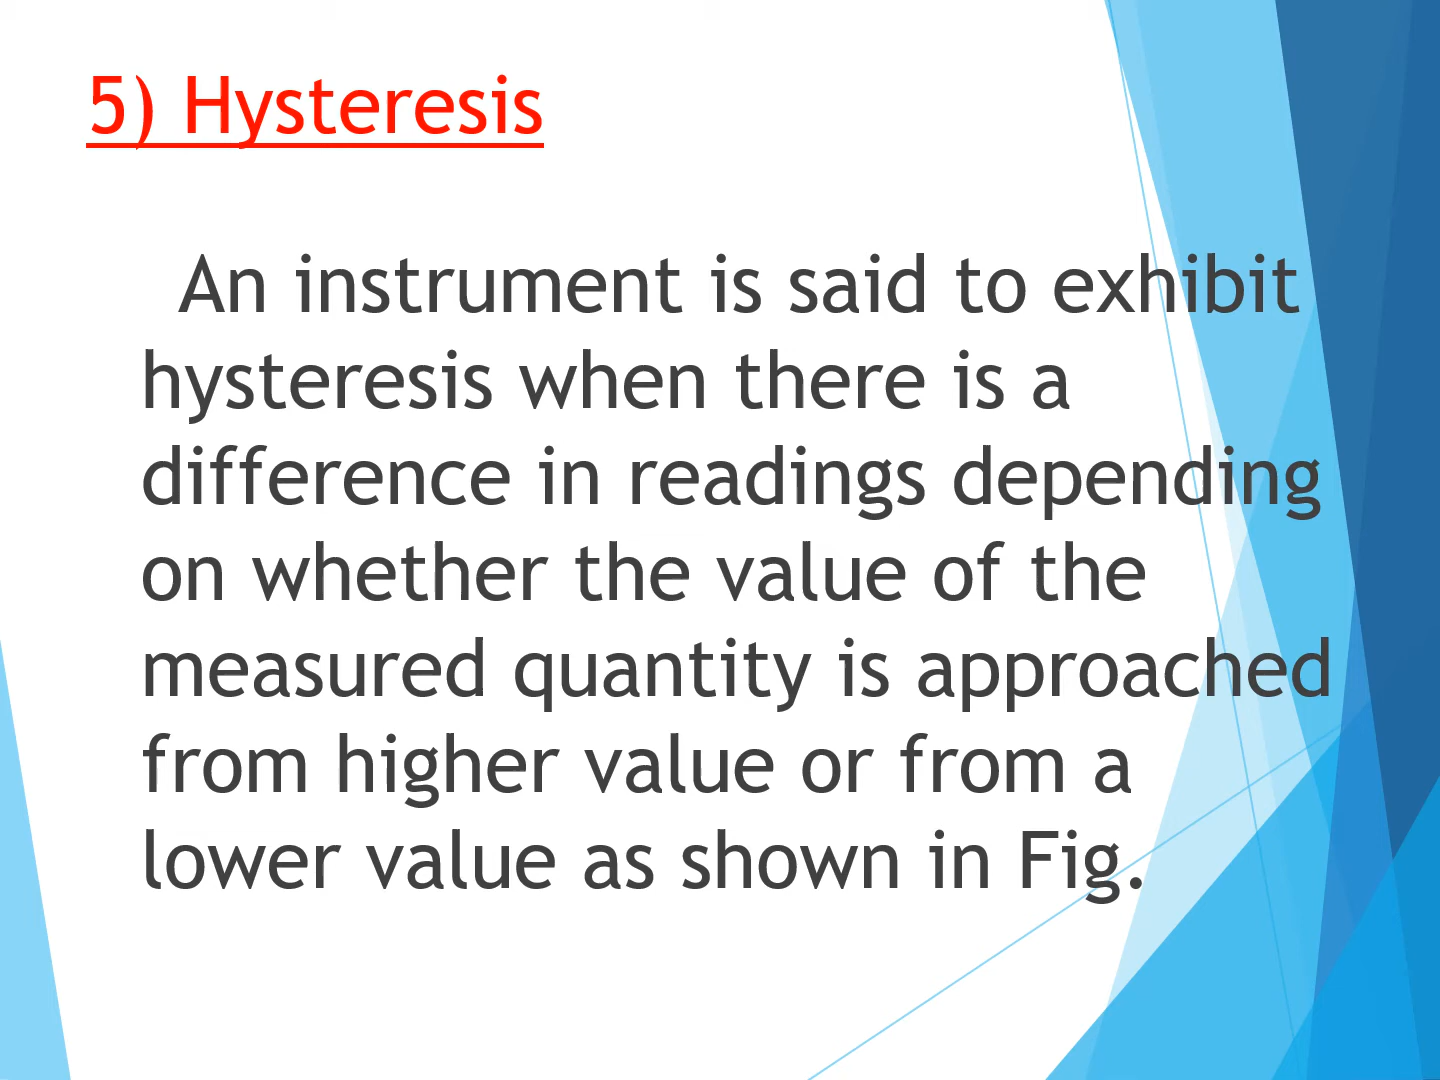 5) Hysteresis
An instrument is said to exhibit
hysteresis when there is a
difference in readings depending
on whether the value of the
measured quantity is approached
from higher value or from a
lower value as shown in Fig.